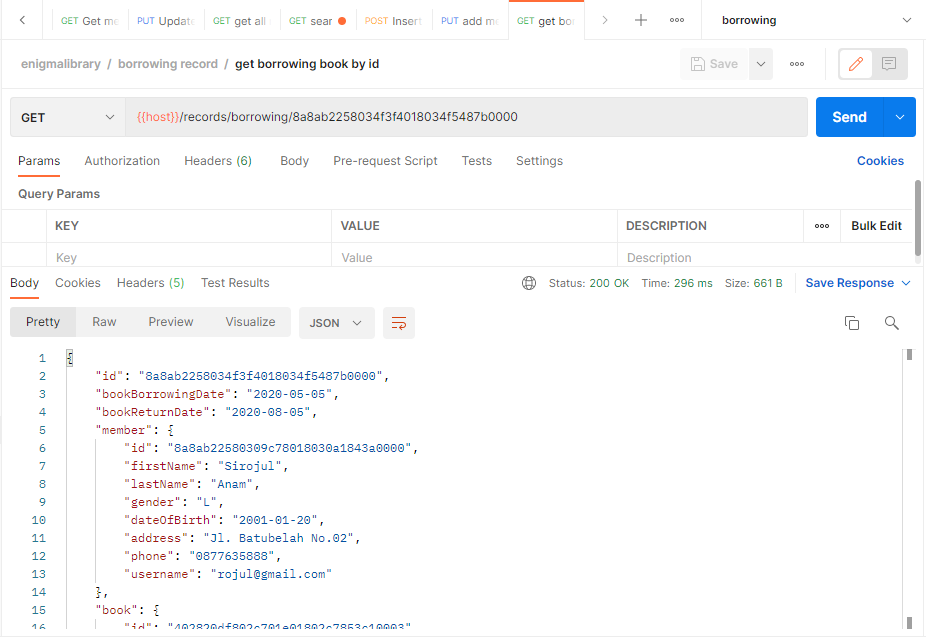 GET Get me PUT Update GET get all GET sear POST Insert PUT add me GET get bor borrowing
enigmalibrary / borrowing record / get borrowing book by id Save
GET {{host}}/records/borrowing/8a8ab2258034f3f4018034f5487b0000 Send
Params Authorization Headers (6) Body Pre-request Script Tests Settings Cookies
Query Params
KEY VALUE DESCRIPTION Bulk Edit
Key Value Description
Body Cookies Headers (5) Test Results Status: 200 OK Time: 296 ms Size: 661 B Save Response
Pretty Raw Preview Visualize JSON
1 {
2 "id": "8a8ab2258034f3f4018034f5487b0000",
3 "bookBorrowingDate": "2020-05-05",
4 "bookReturnDate": "2020-08-05",
5 "member": {
6 "id": "8a8ab22580309c78018030a1843a0000",
7 "firstName": "Sirojul",
8 "lastName": "Anam",
9 "gender": "L",
10 "dateOfBirth": "2001-01-20",
11 "address": "Jl. Batubelah No.02",
12 "phone": "0877635888",
13 "username": "rojul@gmail.com"
14 },
15 "book": {
16 "id": "402820df802c701e01802c7853c10003"